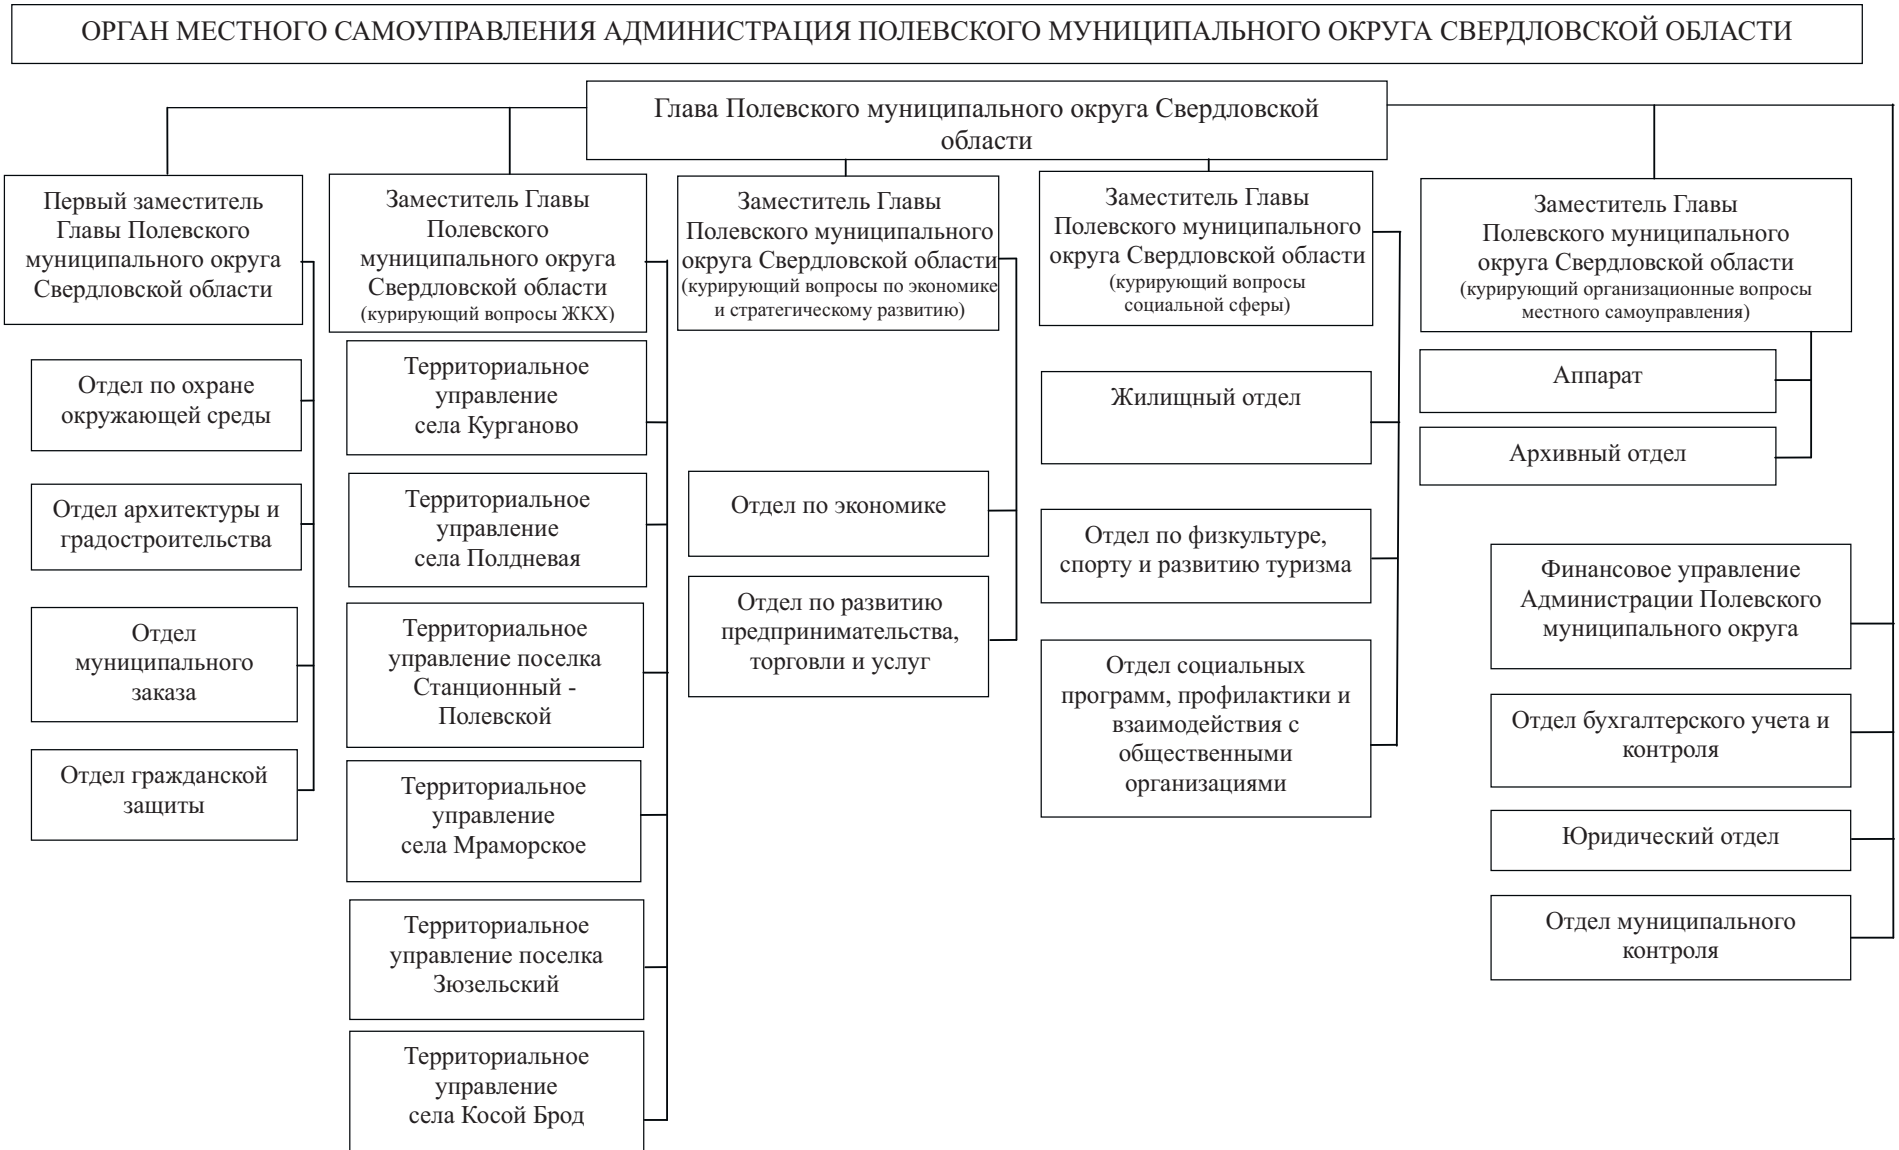 ОРГАН МЕСТНОГО САМОУПРАВЛЕНИЯ АДМИНИСТРАЦИЯ ПОЛЕВСКОГО МУНИЦИПАЛЬНОГО ОКРУГА СВЕРДЛОВСКОЙ ОБЛАСТИ
Глава Полевского муниципального округа Свердловской
области
Первый заместитель
Главы Полевского
муниципального округа
Свердловской области
Отдел по охране
окружающей среды
Отдел архитектуры и
градостроительства
Отдел
муниципального
заказа
Отдел гражданской
защиты
Заместитель Главы
Полевского
муниципального округа
Свердловской области
(курирующий вопросы ЖКХ)
Территориальное
управление
села Курганово
Территориальное
управление
села Полдневая
Территориальное
управление поселка
Станционный -
Полевской
Территориальное
управление
села Мраморское
Территориальное
управление поселка
Зюзельский
Территориальное
управление
села Косой Брод
Заместитель Главы
Полевского муниципального
округа Свердловской области
(курирующий вопросы по экономике
и стратегическому развитию)
Отдел по экономике
Отдел по развитию
предпринимательства,
торговли и услуг
Заместитель Главы
Полевского муниципального
округа Свердловской области
(курирующий вопросы
социальной сферы)
Жилищный отдел
Отдел по физкультуре,
спорту и развитию туризма
Отдел социальных
программ, профилактики и
взаимодействия с
общественными
организациями
Заместитель Главы
Полевского муниципального
округа Свердловской области
(курирующий организационные вопросы
местного самоуправления)
Аппарат
Архивный отдел
Финансовое управление
Администрации Полевского
муниципального округа
Отдел бухгалтерского учета и
контроля
Юридический отдел
Отдел муниципального
контроля